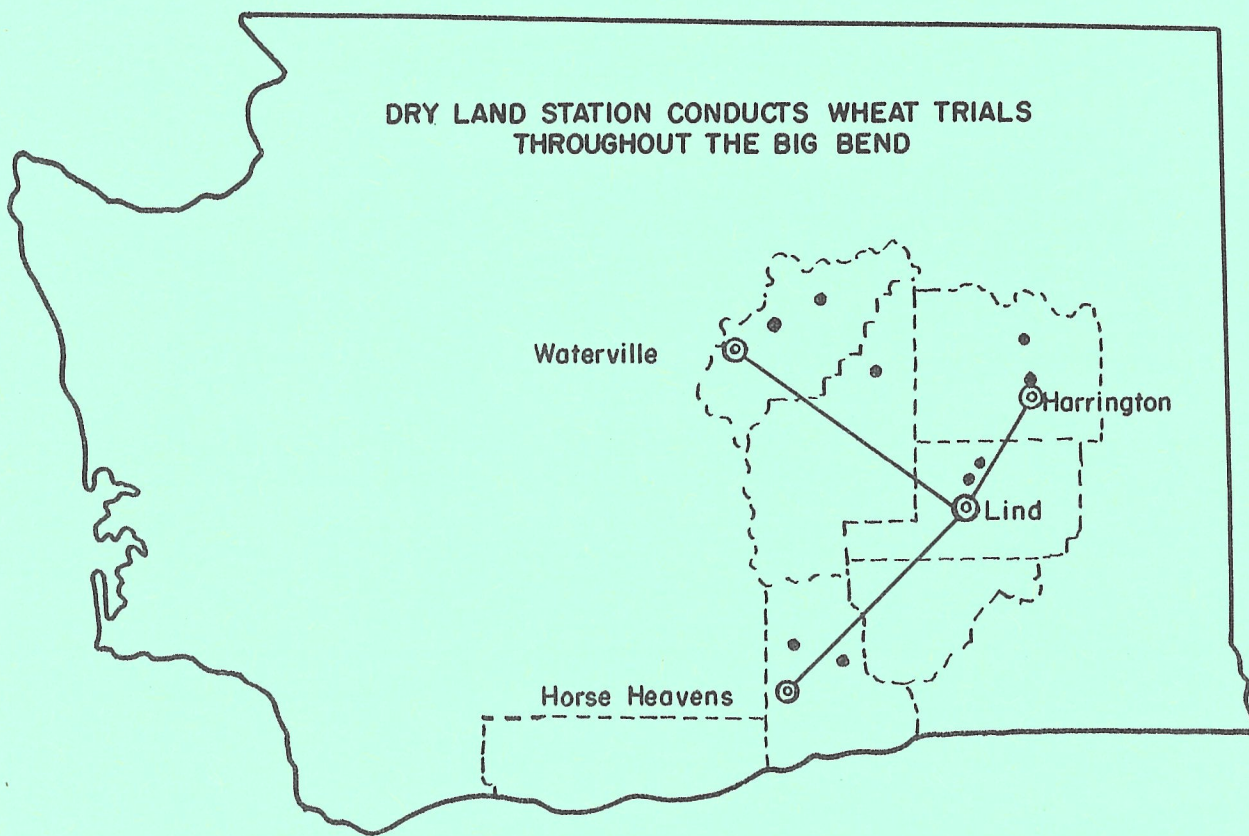 DRY LAND STATION CONDUCTS WHEAT TRIALS
THROUGHOUT THE BIG BEND
Waterville
Harrington
Lind
Horse Heavens